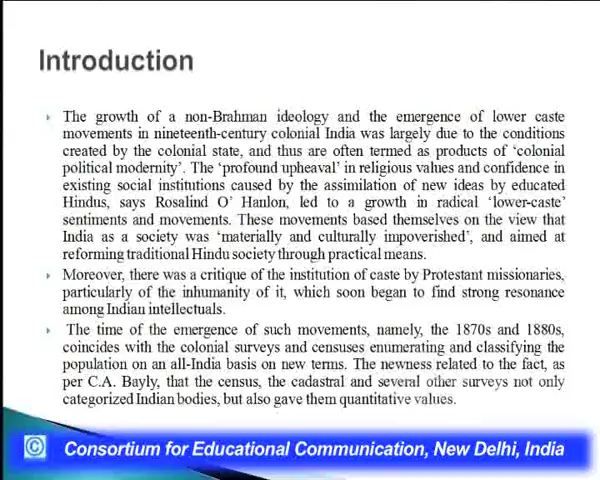 Introduction
The growth of a non-Brahman ideology and the emergence of lower caste
movements in nineteenth-century colonial India was largely due to the conditions
created by the colonial state, and thus are often termed as products of ‘colonial
political modernity’. The ‘profound upheaval’ in religious values and confidence in
existing social institutions caused by the assimilation of new ideas by educated
Hindus, says Rosalind O’ Hanlon, led to a growth in radical ‘lower-caste’
sentiments and movements. These movements based themselves on the view that
India as a society was ‘materially and culturally impoverished’, and aimed at
reforming traditional Hindu society through practical means.
Moreover, there was a critique of the institution of caste by Protestant missionaries,
particularly of the inhumanity of it, which soon began to find strong resonance
among Indian intellectuals.
The time of the emergence of such movements, namely, the 1870s and 1880s,
coincides with the colonial surveys and censuses enumerating and classifying the
population on an all-India basis on new terms. The newness related to the fact, as
per C.A. Bayly, that the census, the cadastral and several other surveys not only
categorized Indian bodies, but also gave them quantitative values.
© Consortium for Educational Communication, New Delhi, India